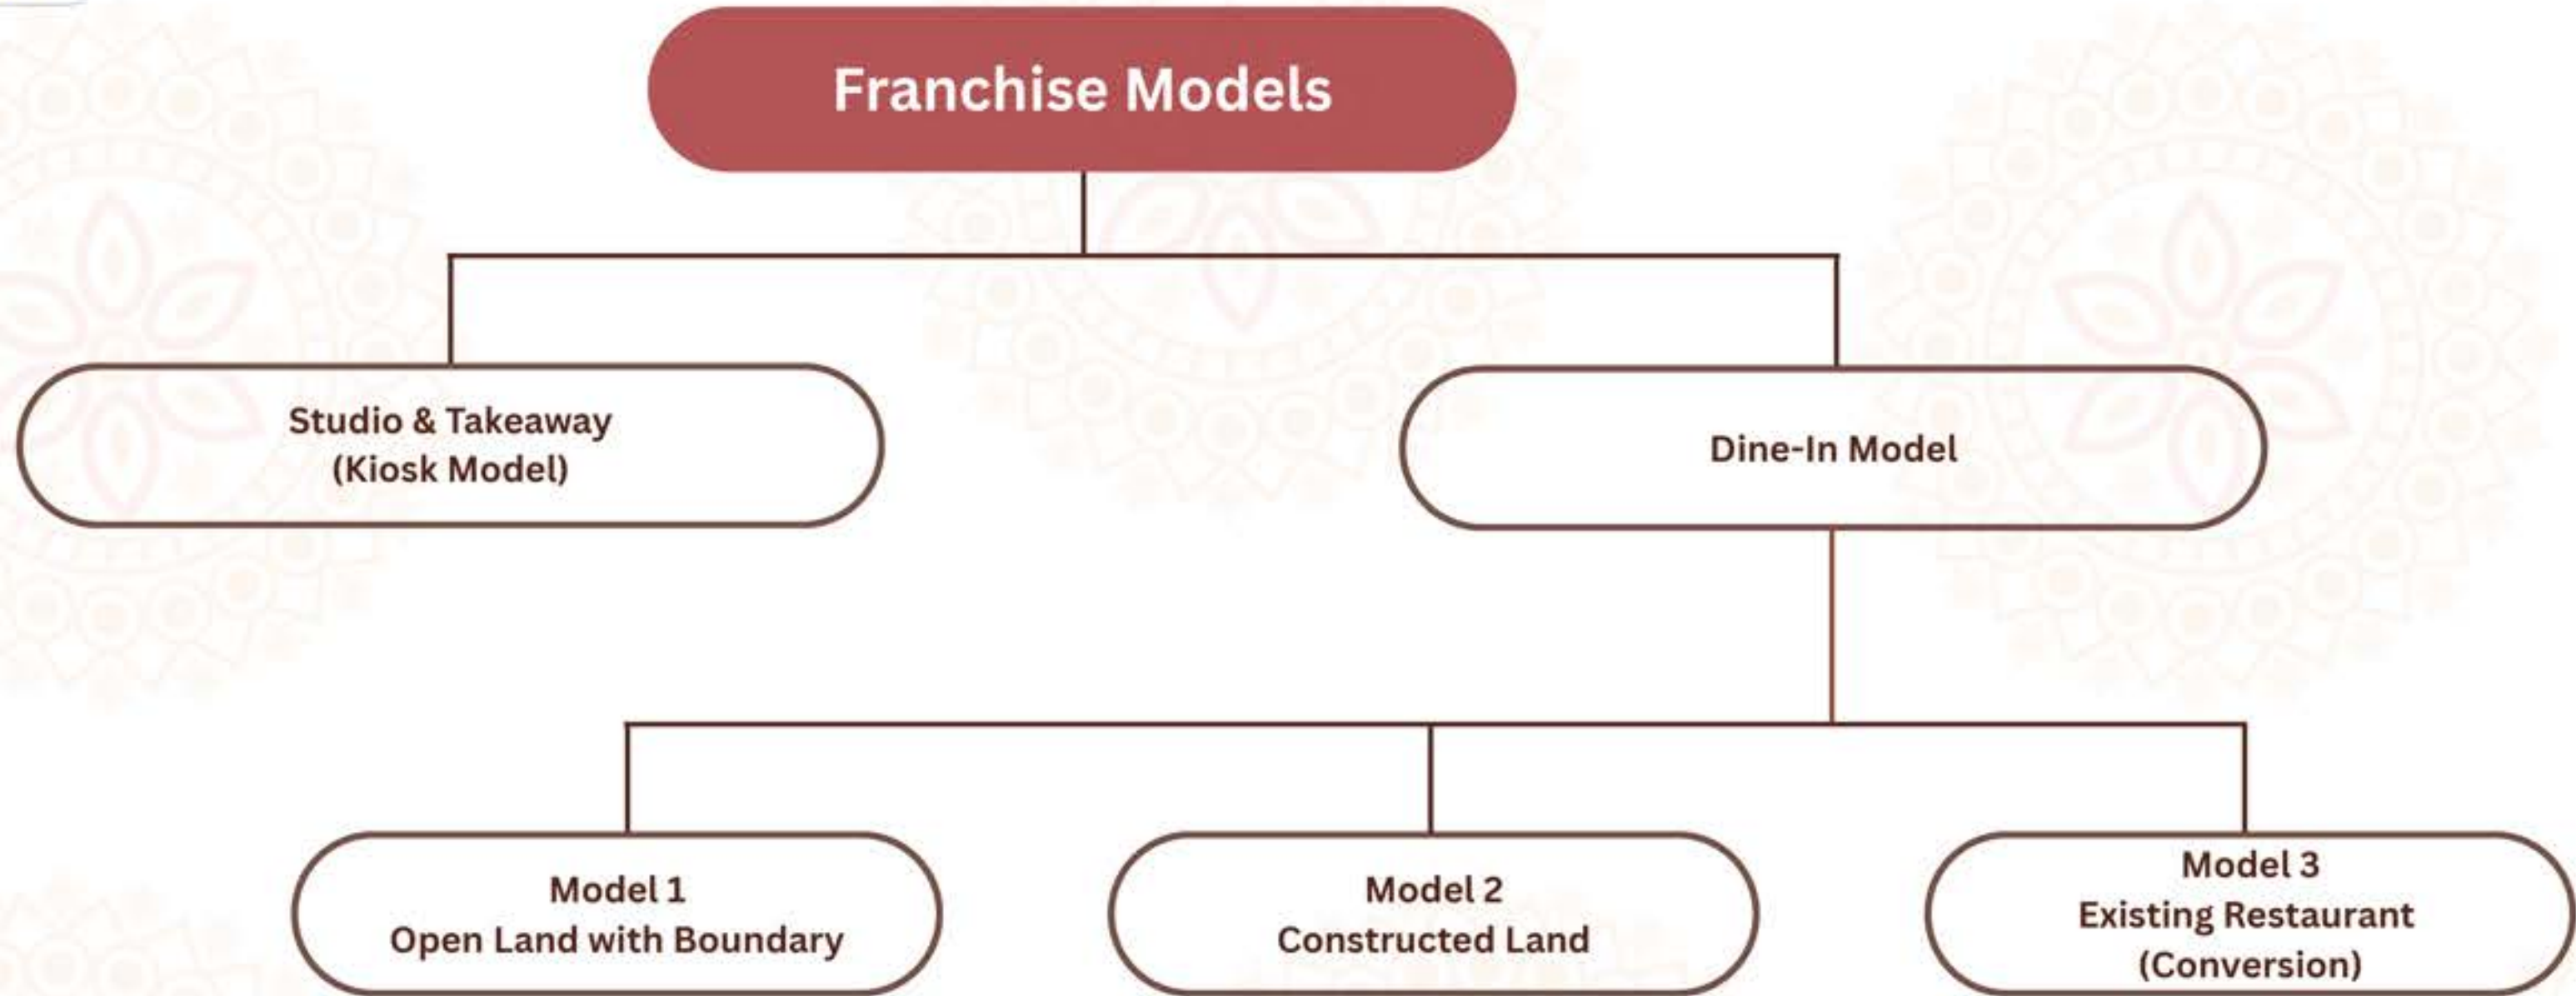 Franchise Models
Studio & Takeaway
(Kiosk Model)
Dine-In Model
Model 1
Open Land with Boundary
Model 2
Constructed Land
Model 3
Existing Restaurant
(Conversion)